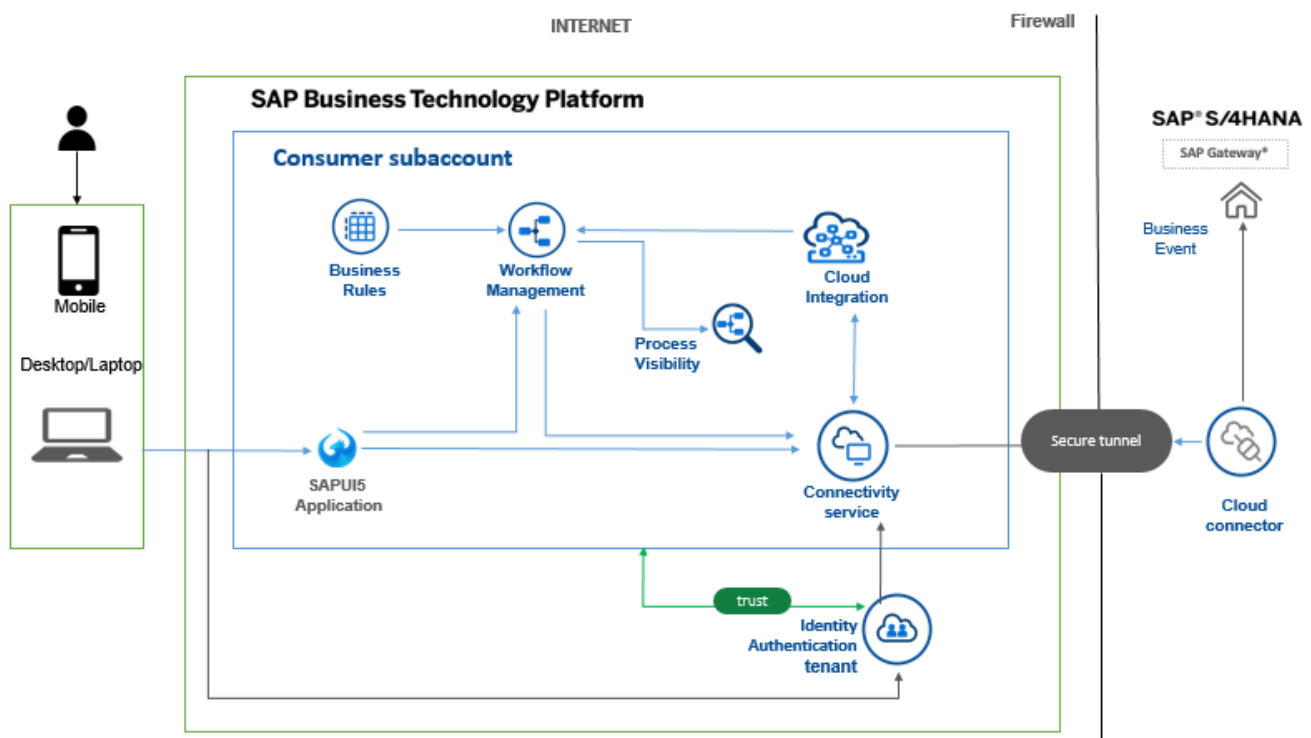 INTERNET
Firewall
SAP Business Technology Platform
SAP® S/4HANA
SAP Gateway*
Consumer subaccount
Business
Event
Business
Rules
Workflow
Management
Cloud
Integration
Mobile
Process
Visibility
Desktop/Laptop
Secure tunnel
SAPUI5
Application
Connectivity
service
Cloud
connector
trust
Identity
Authentication
tenant